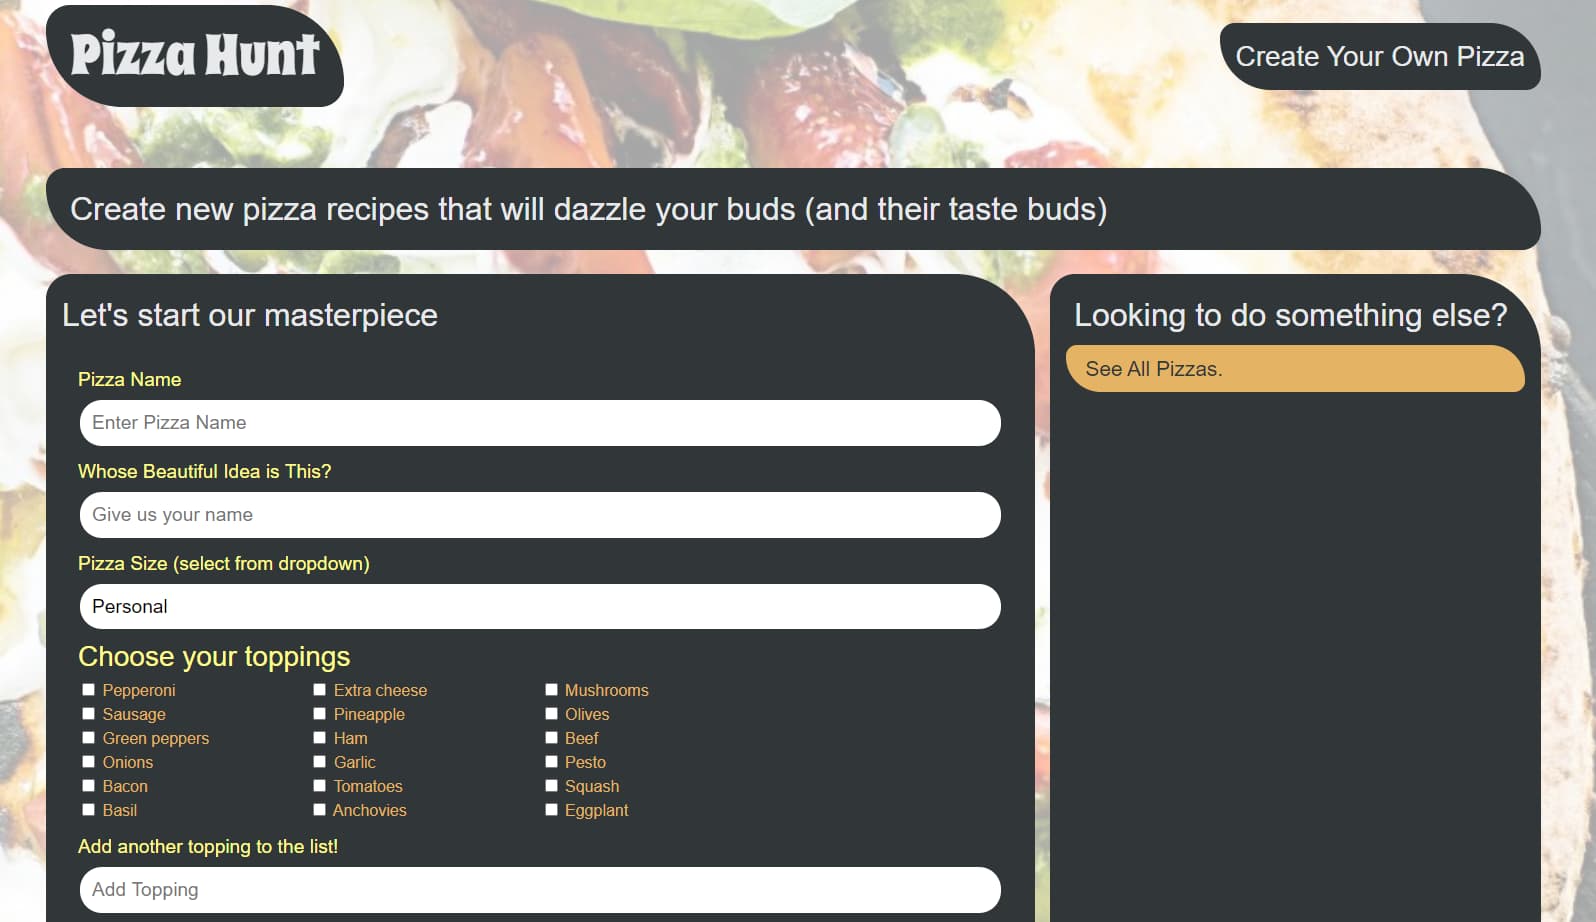 Pizza Hunt
Create Your Own Pizza
Create new pizza recipes that will dazzle your buds (and their taste buds)
Let's start our masterpiece
Pizza Name
Enter Pizza Name
Whose Beautiful Idea is This?
Give us your name
Pizza Size (select from dropdown)
Personal
Choose your toppings
Pepperoni Extra cheese Mushrooms
Sausage Pineapple Olives
Green peppers Ham Beef
Onions Garlic Pesto
Bacon Tomatoes Squash
Basil Anchovies Eggplant
Add another topping to the list!
Add Topping
Looking to do something else?
See All Pizzas.